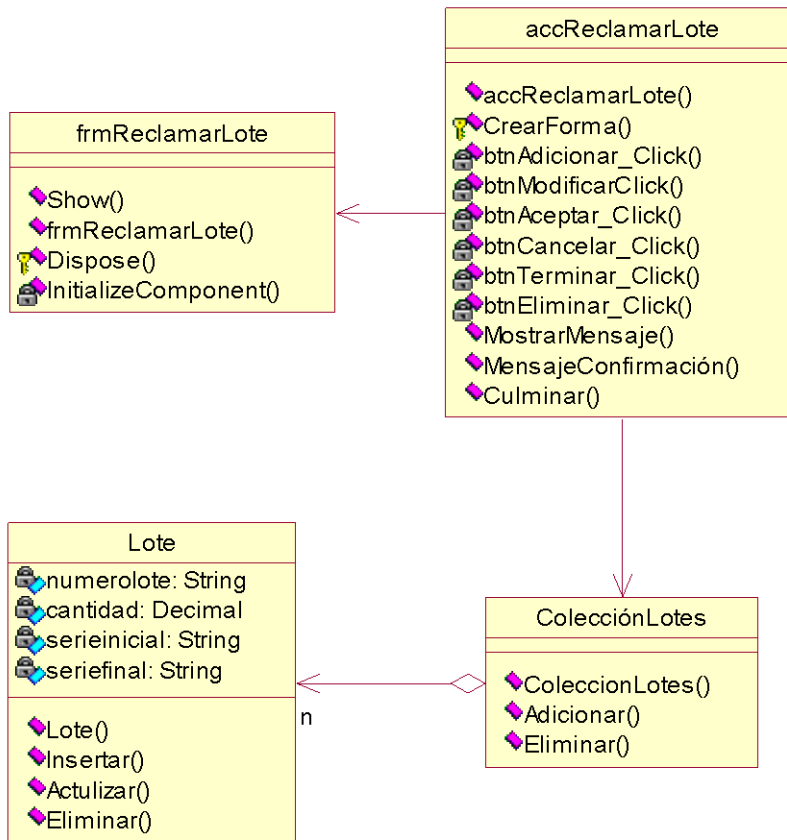 accReclamarLote
accReclamarLote()
CrearForma()
btnAdicionar_Click()
btnModificarClick()
btnAceptar_Click()
btnCancelar_Click()
btnTerminar_Click()
btnEliminar_Click()
MostrarMensaje()
MensajeConfirmación()
Culminar()
frmReclamarLote
Show()
frmReclamarLote()
Dispose()
InitializeComponent()
Lote
numerolote: String
cantidad: Decimal
serieinicial: String
seriefinal: String
Lote()
Insertar()
Actulizar()
Eliminar()
n
ColecciónLotes
ColeccionLotes()
Adicionar()
Eliminar()